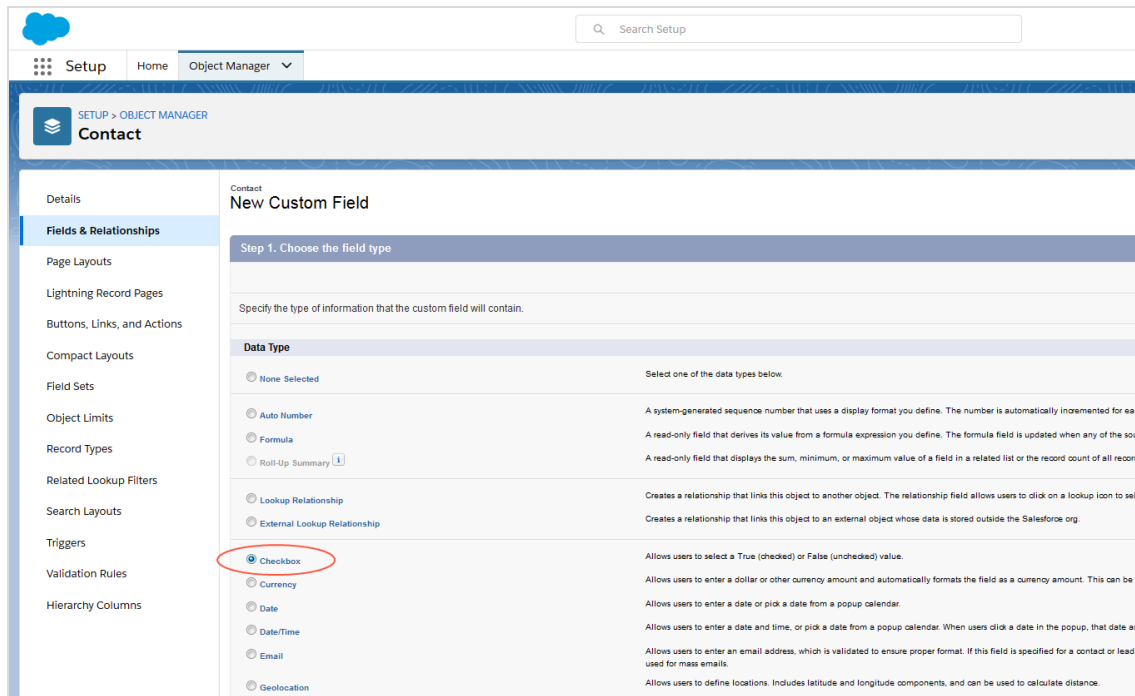 Search Setup
Setup
Home
Object Manager
SETUP > OBJECT MANAGER
Contact
Details
Fields & Relationships
Page Layouts
Lightning Record Pages
Buttons, Links, and Actions
Compact Layouts
Field Sets
Object Limits
Record Types
Related Lookup Filters
Search Layouts
Triggers
Validation Rules
Hierarchy Columns
Contact
New Custom Field
Step 1. Choose the field type
Specify the type of information that the custom field will contain.
Data Type
None Selected
Select one of the data types below.
Auto Number
A system-generated sequence number that uses a display format you define. The number is automatically incremented for ea
Formula
A read-only field that derives its value from a formula expression you define. The formula field is updated when any of the sou
Roll-Up Summary i
A read-only field that displays the sum, minimum, or maximum value of a field in a related list or the record count of all recor
Lookup Relationship
Creates a relationship that links this object to another object. The relationship field allows users to click on a lookup icon to sel
External Lookup Relationship
Creates a relationship that links this object to an external object whose data is stored outside the Salesforce org.
Checkbox
Allows users to select a True (checked) or False (unchecked) value.
Currency
Allows users to enter a dollar or other currency amount and automatically formats the field as a currency amount. This can be
Date
Allows users to enter a date or pick a date from a popup calendar.
Date/Time
Allows users to enter a date and time, or pick a date from a popup calendar. When users click a date in the popup, that date a
Email
Allows users to enter an email address, which is validated to ensure proper format. If this field is specified for a contact or lead
used for mass emails.
Geolocation
Allows users to define locations. Includes latitude and longitude components, and can be used to calculate distance.